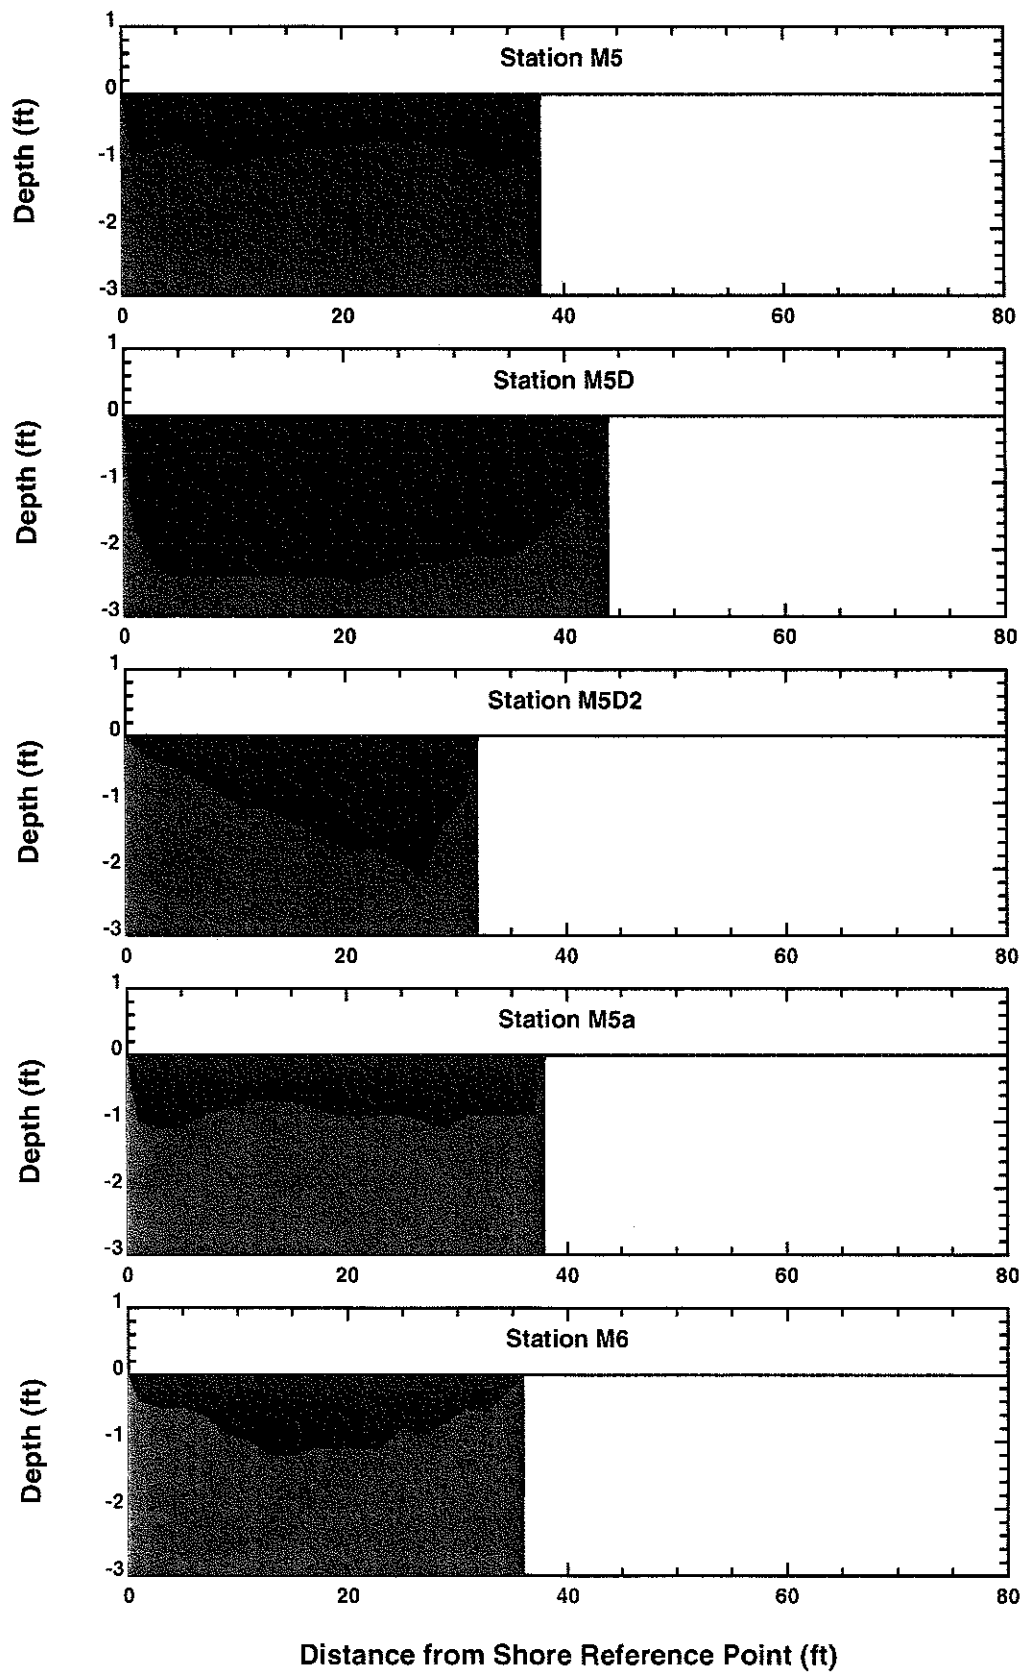 1
Station M5
0
Depth (ft)
-1
-2
-3
0 20 40 60 80
1
Station M5D
0
Depth (ft)
-1
-2
-3
0 20 40 60 80
1
Station M5D2
0
Depth (ft)
-1
-2
-3
0 20 40 60 80
1
Station M5a
0
Depth (ft)
-1
-2
-3
0 20 40 60 80
1
Station M6
0
Depth (ft)
-1
-2
-3
0 20 40 60 80
Distance from Shore Reference Point (ft)